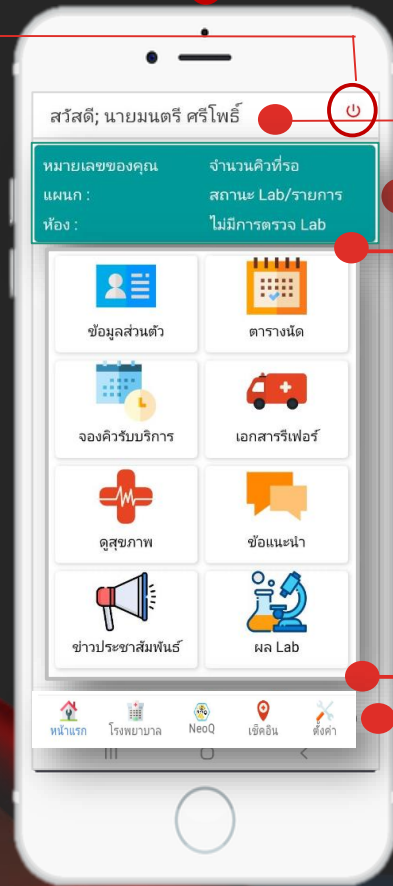 สวัสดี; นายมนตรี ศรีโพธิ์
หมายเลขของคุณ จำนวนคิวที่รอ
แผนก : สถานะ Lab/รายการ
ห้อง : ไม่มีการตรวจ Lab
ข้อมูลส่วนตัว ตารางนัด
จองคิวรับบริการ เอกสารรีเฟอร์
ดูสุขภาพ ข้อแนะนำ
ข่าวประชาสัมพันธ์ ผล Lab
หน้าแรก โรงพยาบาล NeoQ เช็คอิน ตั้งค่า